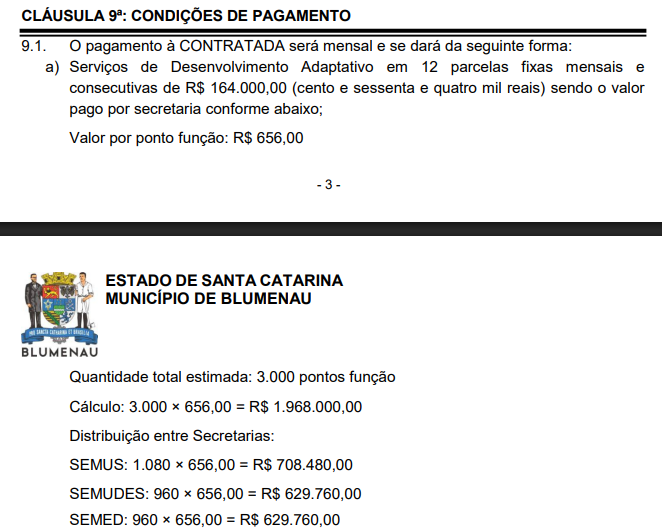 CLÁUSULA 9ª: CONDIÇÕES DE PAGAMENTO
9.1. O pagamento à CONTRATADA será mensal e se dará da seguinte forma:
a) Serviços de Desenvolvimento Adaptativo em 12 parcelas fixas mensais e
consecutivas de R$ 164.000,00 (cento e sessenta e quatro mil reais) sendo o valor
pago por secretaria conforme abaixo;
Valor por ponto função: R$ 656,00
- 3 -
ESTADO DE SANTA CATARINA
MUNICÍPIO DE BLUMENAU
BLUMENAU
Quantidade total estimada: 3.000 pontos função
Cálculo: 3.000 × 656,00 = R$ 1.968.000,00
Distribuição entre Secretarias:
SEMUS: 1.080 × 656,00 = R$ 708.480,00
SEMUDES: 960 × 656,00 = R$ 629.760,00
SEMED: 960 × 656,00 = R$ 629.760,00